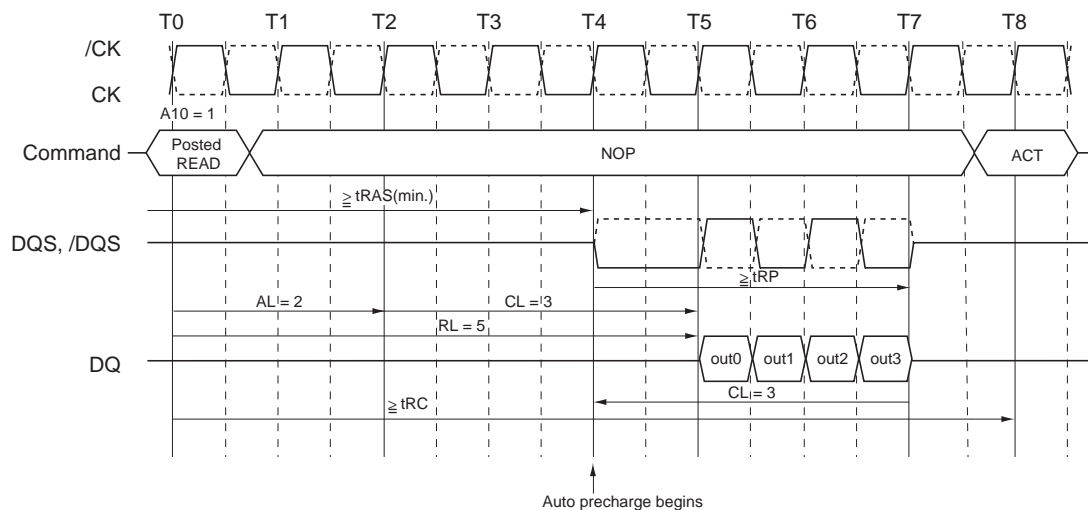 T0 T1 T2 T3 T4 T5 T6 T7 T8
/CK
CK
A10 = 1
Command
Posted
READ
NOP
ACT
≧ tRAS(min.)
DQS, /DQS
≧ tRP
AL = 2
CL = 3
RL = 5
DQ
out0 out1 out2 out3
CL = 3
≧ tRC
Auto precharge begins